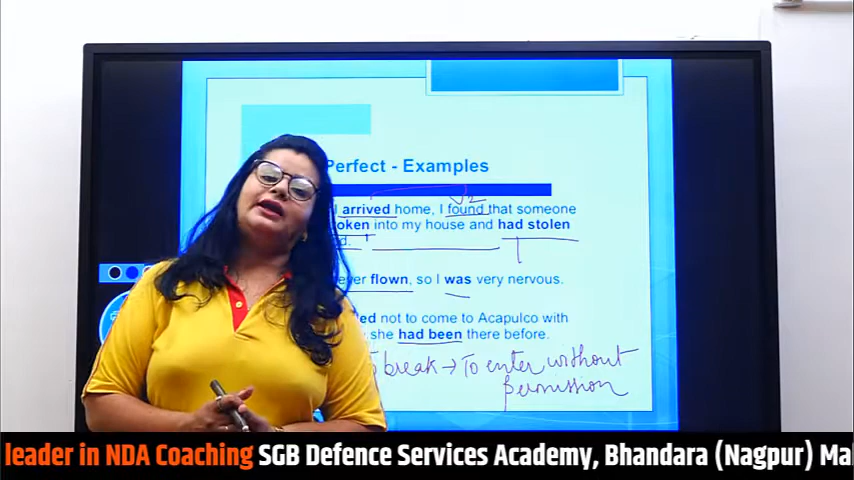 Perfect - Examples
I arrived home, I found that someone
oken into my house and had stolen
d.
ever flown, so I was very nervous.
ed not to come to Acapulco with
she had been there before.
break → To enter without
permission
leader in NDA Coaching SGB Defence Services Academy, Bhandara (Nagpur) Ma